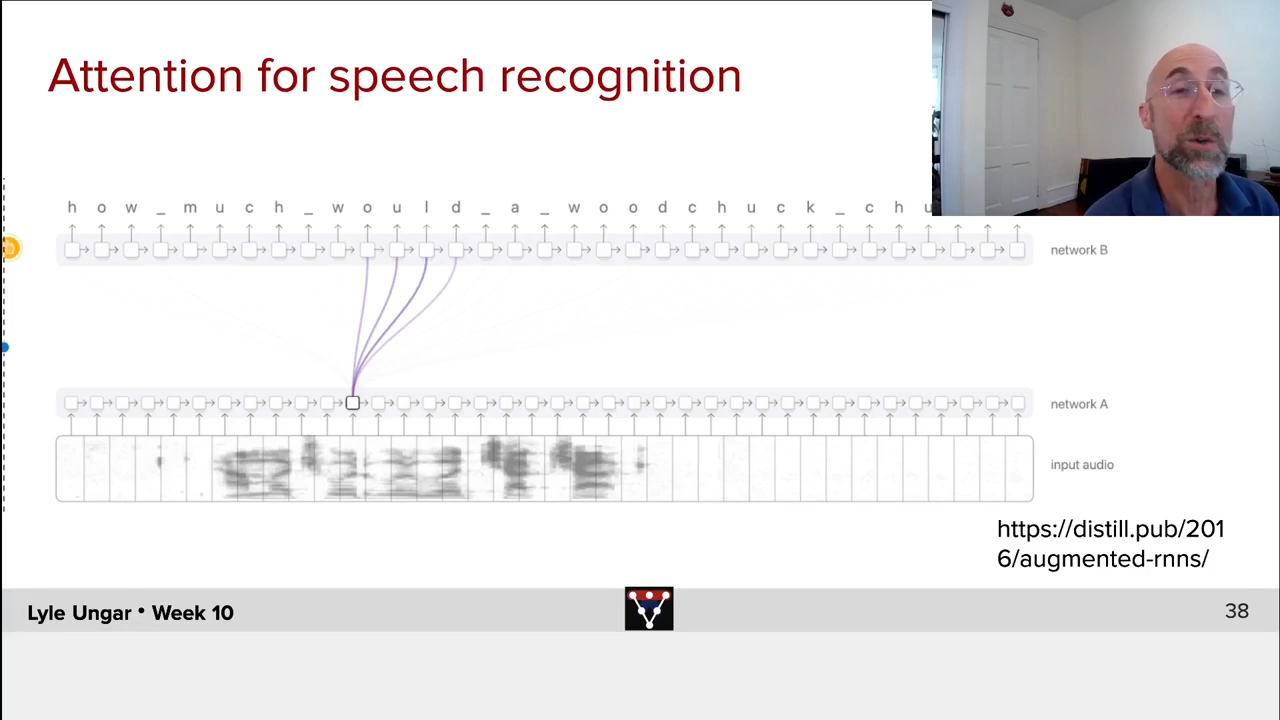 Attention for speech recognition
h o w _ m u c h _ w o u l d _ a _ w o o d c h u c k _ c h u
network B
network A
input audio
https://distill.pub/201
6/augmented-rnns/
Lyle Ungar • Week 10
38